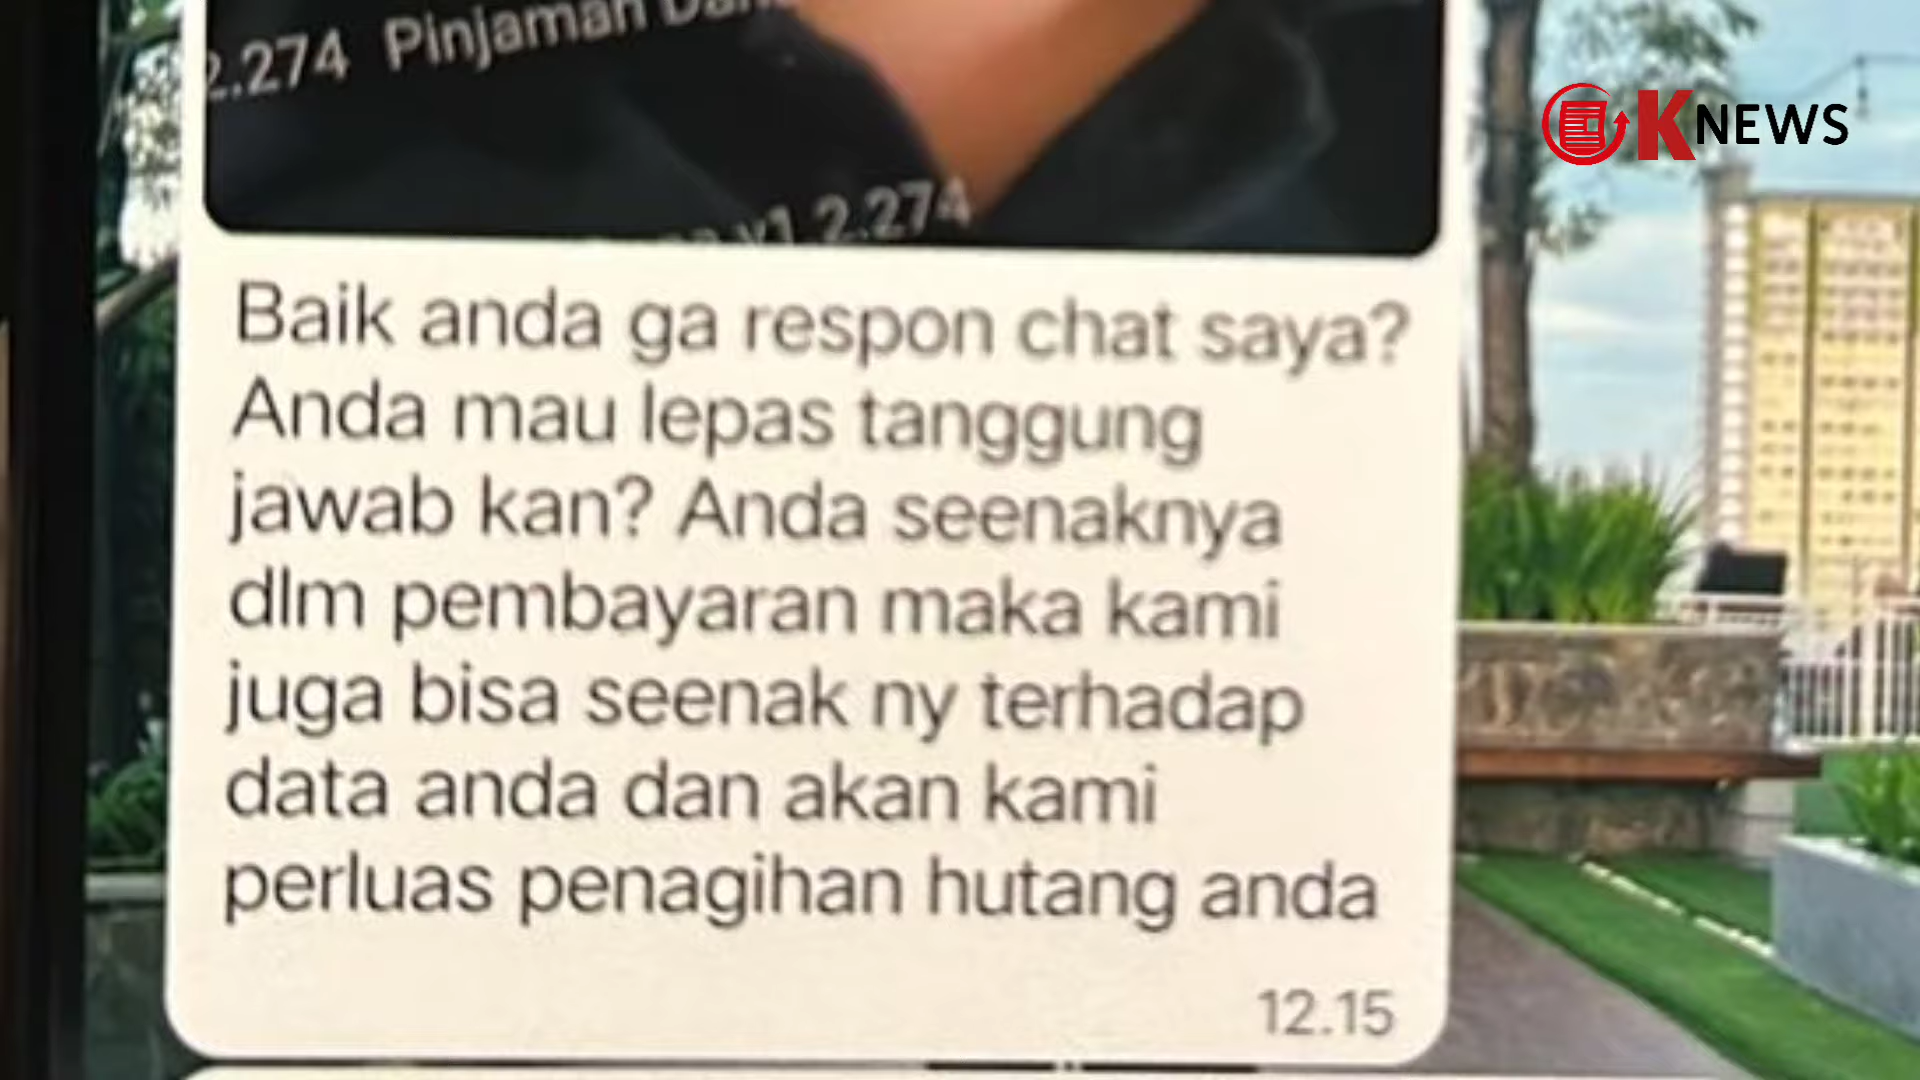 2.274 Pinjaman
v1 2.274
KNEWS
Baik anda ga respon chat saya?
Anda mau lepas tanggung
jawab kan? Anda seenaknya
dlm pembayaran maka kami
juga bisa seenak ny terhadap
data anda dan akan kami
perluas penagihan hutang anda
12.15